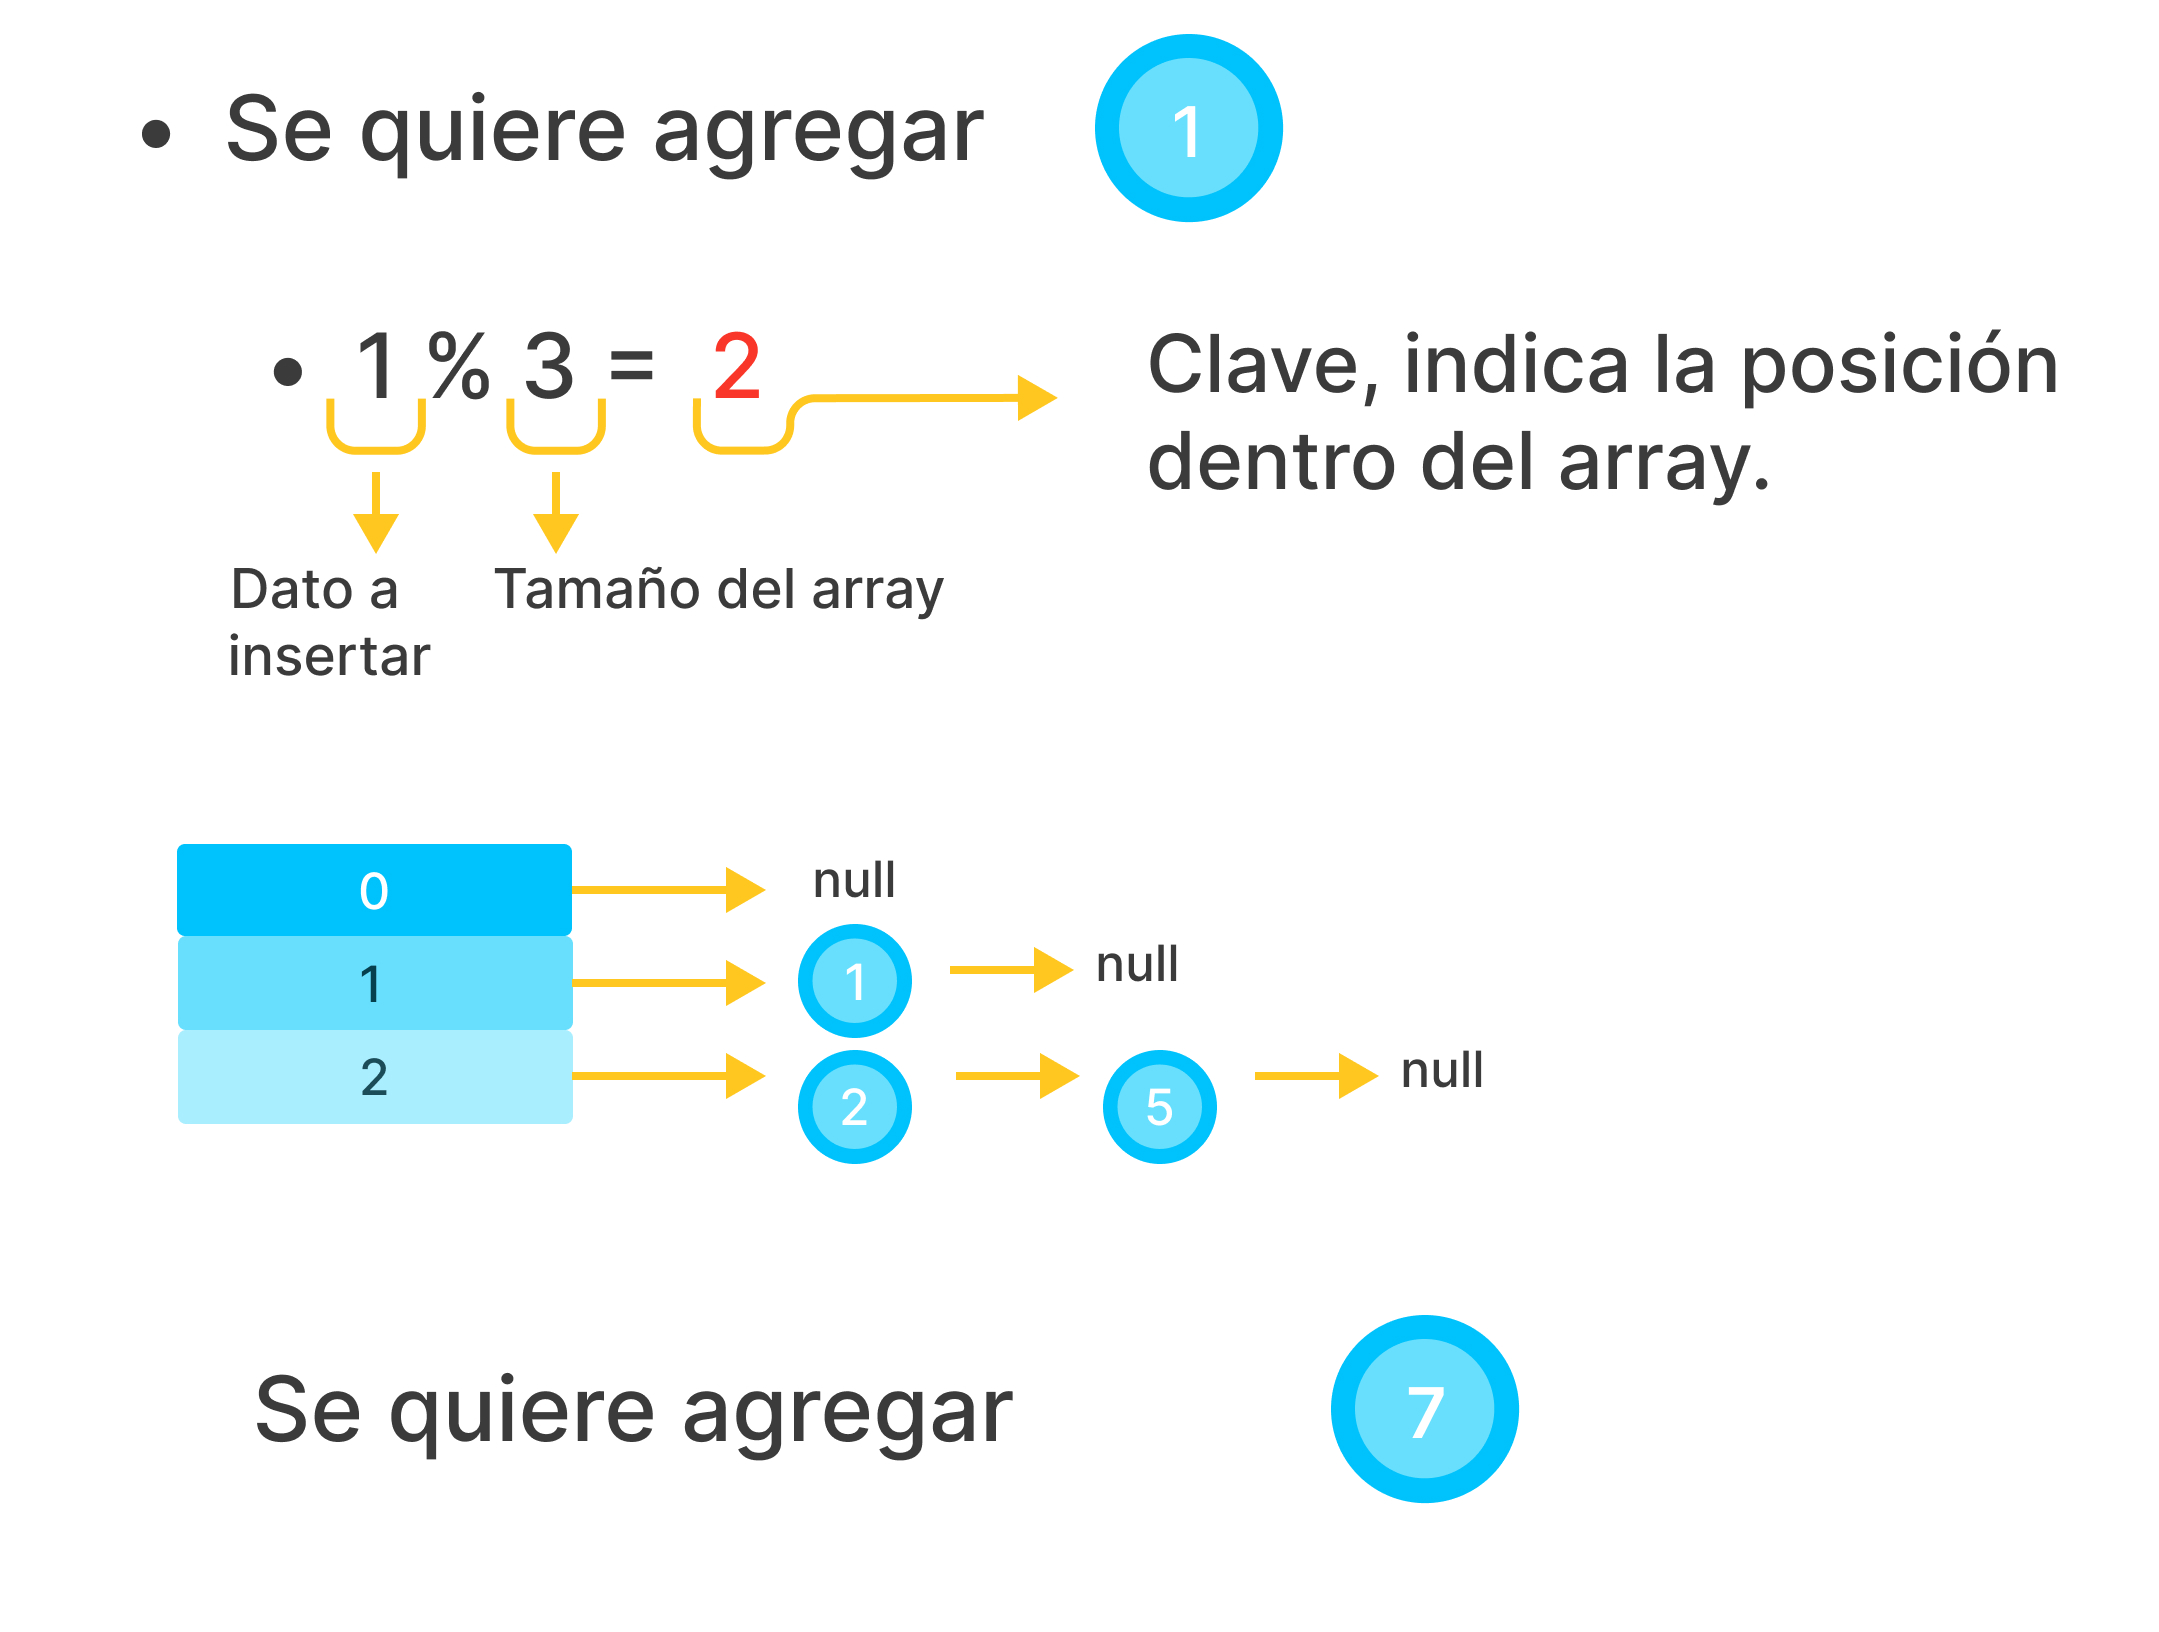 • Se quiere agregar 1
• 1 % 3 = 2
Clave, indica la posición
dentro del array.
Dato a
insertar
Tamaño del array
0 null
1 1 null
2 2 5 null
Se quiere agregar 7